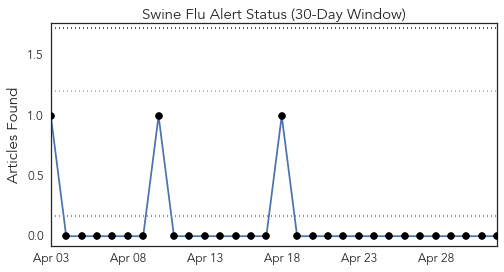 Swine Flu Alert Status (30-Day Window)
Articles Found
1.5
1.0
0.5
0.0
Apr 03 Apr 08 Apr 13 Apr 18 Apr 23 Apr 28